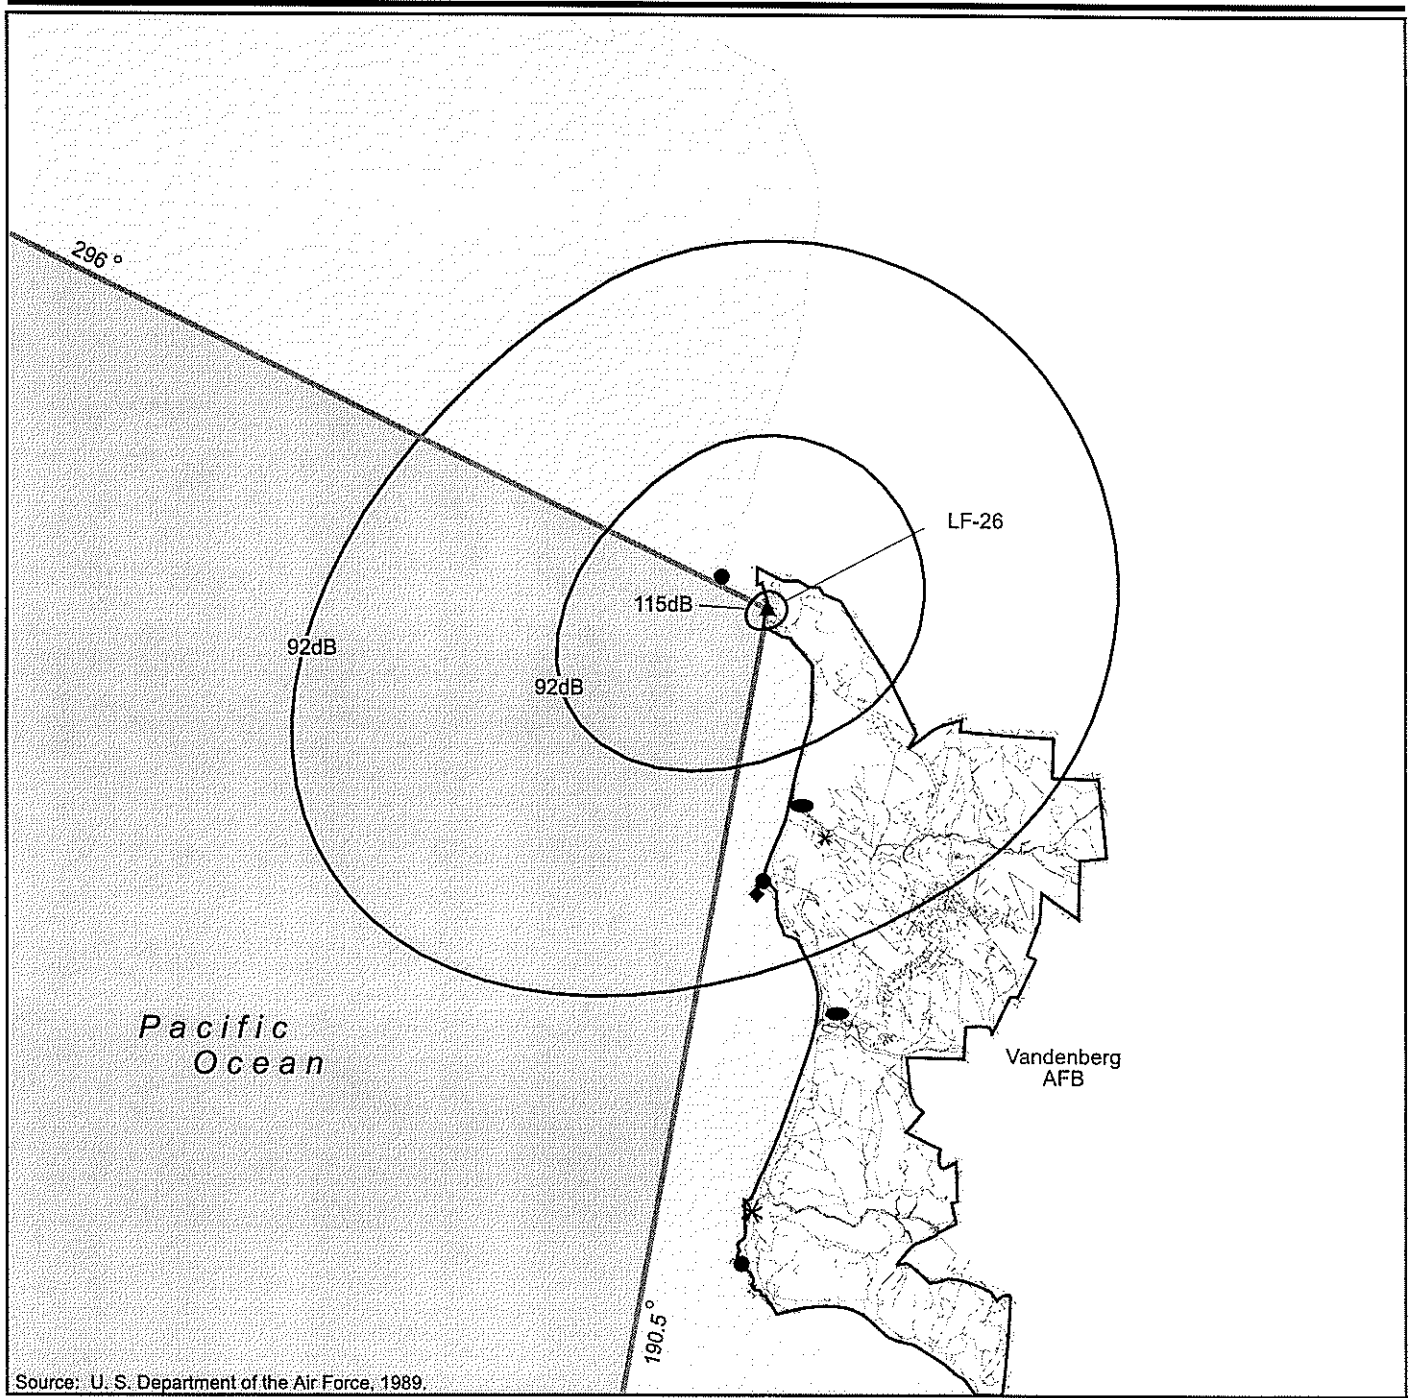 296 °
LF-26
115dB
92dB
92dB
Pacific
Ocean
Vandenberg
AFB
190.5°
Source: U. S. Department of the Air Force, 1989.